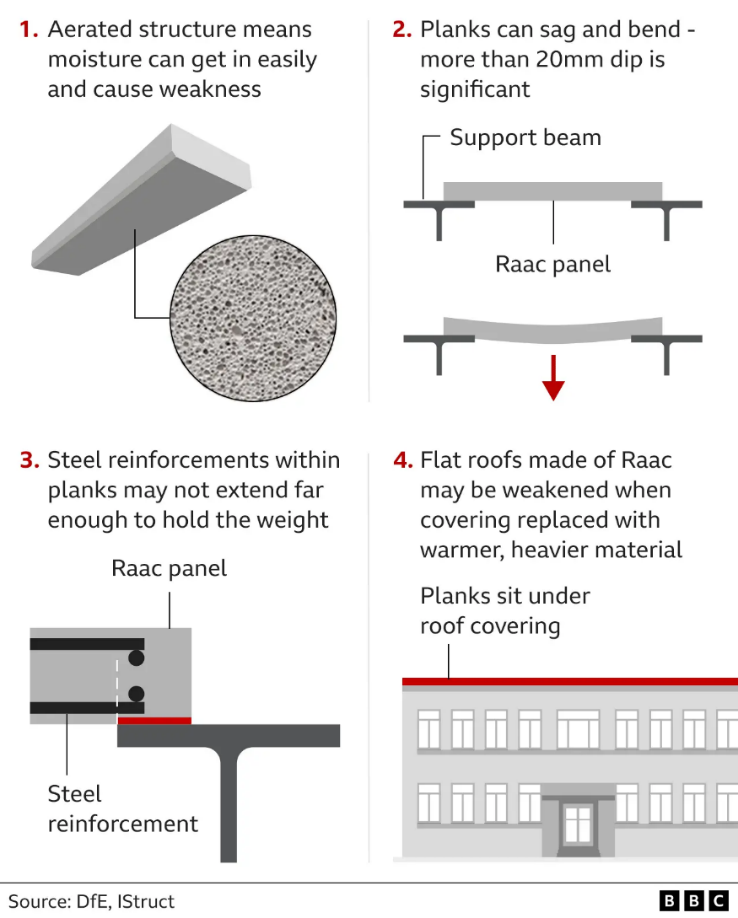 1. Aerated structure means
moisture can get in easily
and cause weakness
2. Planks can sag and bend -
more than 20mm dip is
significant
Support beam
Raac panel
3. Steel reinforcements within
planks may not extend far
enough to hold the weight
Raac panel
Steel
reinforcement
4. Flat roofs made of Raac
may be weakened when
covering replaced with
warmer, heavier material
Planks sit under
roof covering
Source: DfE, IStruct
BBC